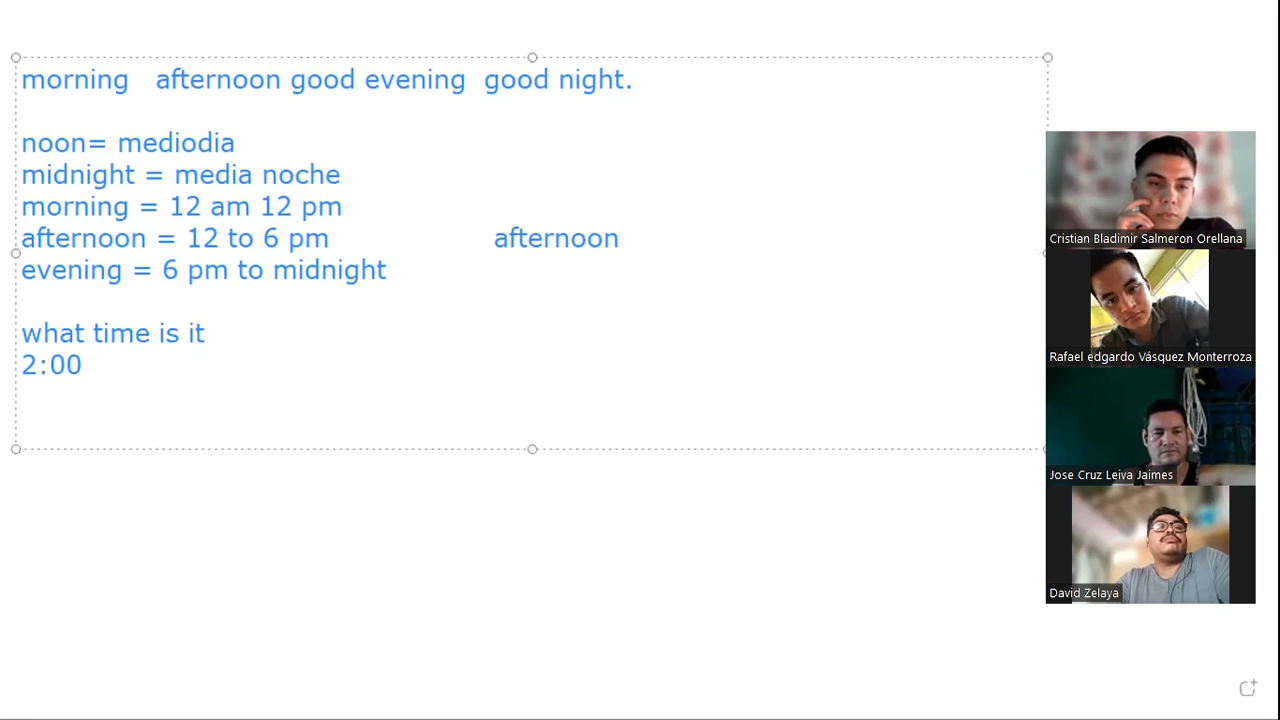 morning   afternoon good evening  good night.
noon= mediodia
midnight = media noche
morning = 12 am 12 pm
afternoon = 12 to 6 pm
afternoon
evening = 6 pm to midnight
what time is it
2:00
Cristian Bladimir Salmeron Orellana
Rafael edgardo Vásquez Monterroza
Jose Cruz Leiva Jaimes
David Zelaya